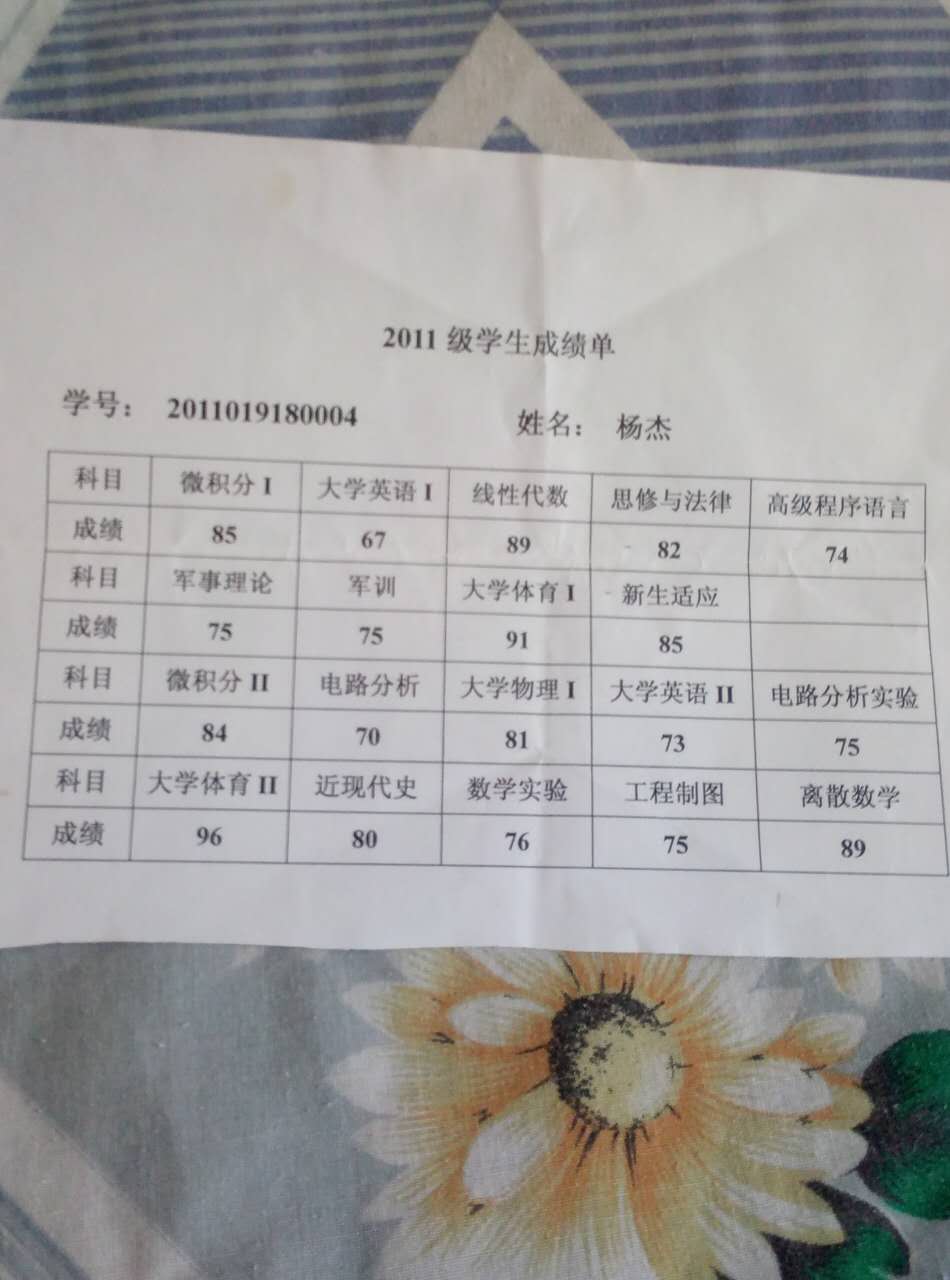 2011 级学生成绩单
学号： 2011019180004 姓名： 杨杰
科目 微积分 I 大学英语 I 线性代数 思修与法律 高级程序语言
成绩 85 67 89 82 74
科目 军事理论 军训 大学体育 I 新生适应
成绩 75 75 91 85
科目 微积分 II 电路分析 大学物理 I 大学英语 II 电路分析实验
成绩 84 70 81 73 75
科目 大学体育 II 近现代史 数学实验 工程制图 离散数学
成绩 96 80 76 75 89